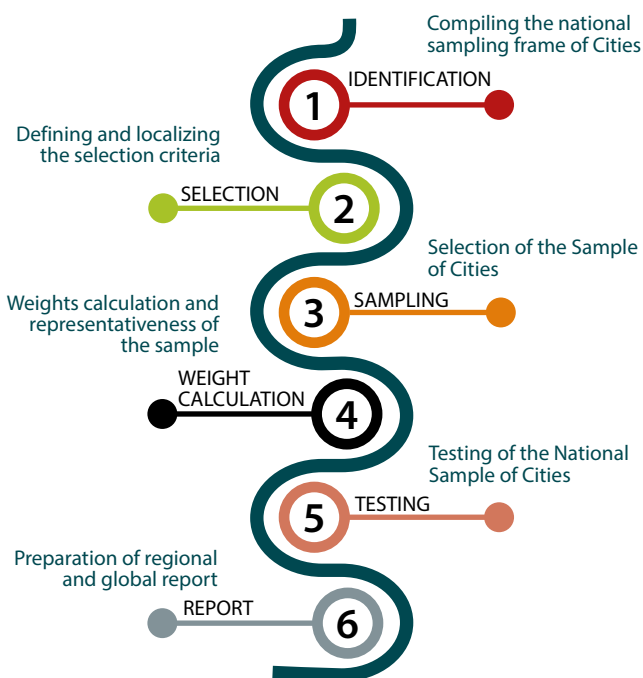 Compiling the national
sampling frame of Cities
1
IDENTIFICATION
Defining and localizing
the selection criteria
SELECTION
2
Selection of the Sample
of Cities
3
SAMPLING
Weights calculation and
representativeness of
the sample
WEIGHT
CALCULATION
4
Testing of the National
Sample of Cities
5
TESTING
Preparation of regional
and global report
REPORT
6